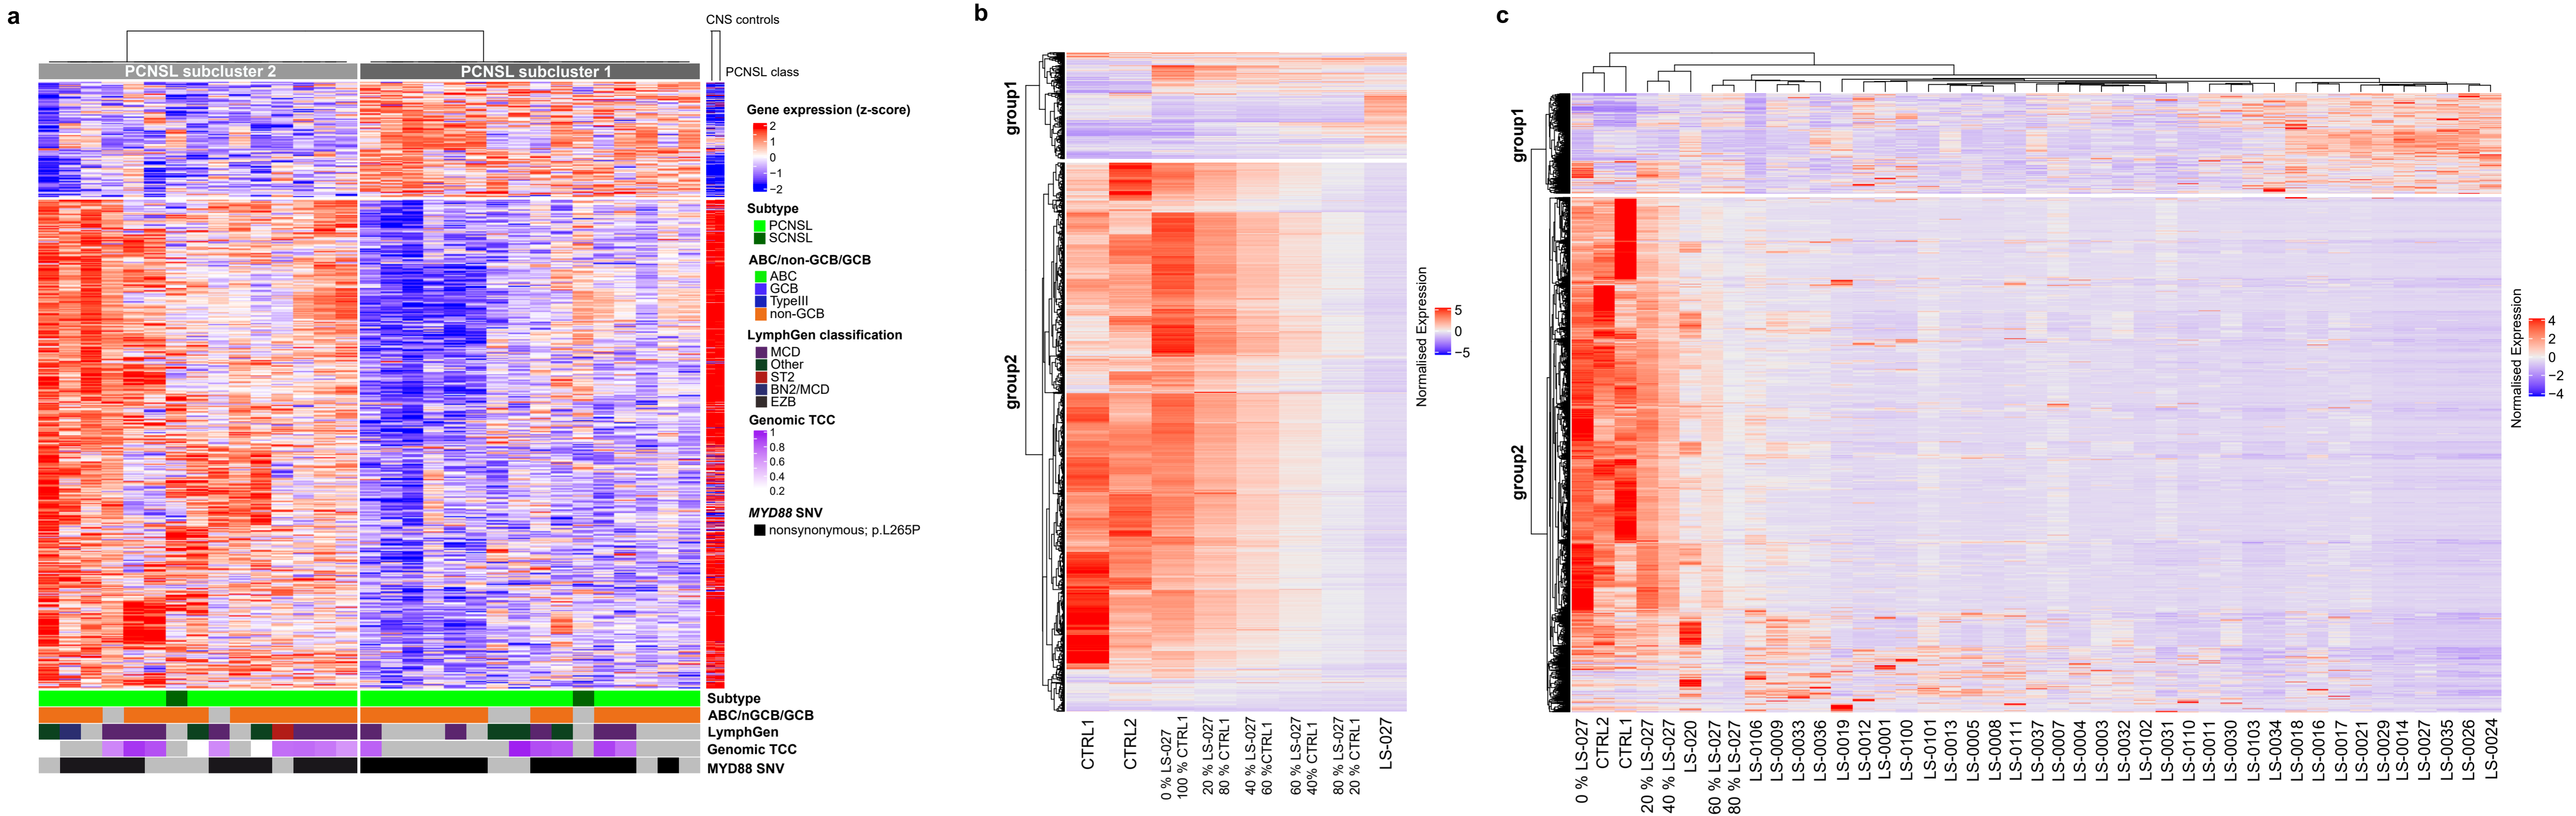 a
CNS controls
PCNSL subcluster 2
PCNSL subcluster 1
PCNSL class
Gene expression (z-score)
2
1
0
−1
−2
Subtype
PCNSL
SCNSL
ABC/non-GCB/GCB
ABC
GCB
TypeIII
non-GCB
LymphGen classification
MCD
Other
ST2
BN2/MCD
EZB
Genomic TCC
1
0.8
0.6
0.4
0.2
MYD88 SNV
nonsynonymous; p.L265P
Subtype
ABC/nGCB/GCB
LymphGen
Genomic TCC
MYD88 SNV
b
group1
group2
CTRL1
CTRL2
0 % LS-027
100 % CTRL1
20 % LS-027
80 % CTRL1
40 % LS-027
60 %CTRL1
60 % LS-027
40% CTRL1
80 % LS-027
20 % CTRL1
LS-027
Normalised Expression
5
0
−5
c
group1
group2
0 % LS-027
CTRL2
CTRL1
20 % LS-027
40 % LS-027
LS-020
60 % LS-027
80 % LS-027
LS-0106
LS-0009
LS-0033
LS-0036
LS-0019
LS-0012
LS-0001
LS-0100
LS-0101
LS-0013
LS-0005
LS-0008
LS-0111
LS-0037
LS-0007
LS-0004
LS-0003
LS-0032
LS-0102
LS-0031
LS-0110
LS-0011
LS-0030
LS-0103
LS-0034
LS-0018
LS-0016
LS-0017
LS-0021
LS-0029
LS-0014
LS-0027
LS-0035
LS-0026
LS-0024
Normalised Expression
4
2
0
−2
−4